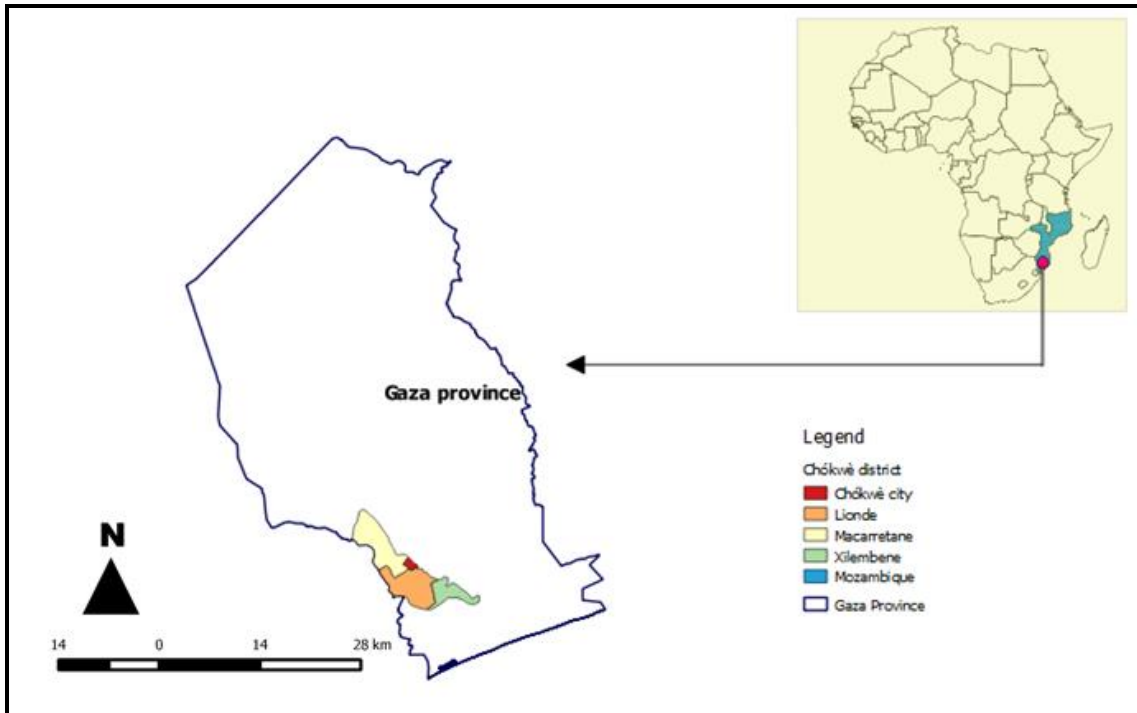 Gaza province
Legend
Chókwè district
Chókwè city
Lionde
Macarretane
Xilembene
Mozambique
Gaza Province
N
14 0 14 28 km